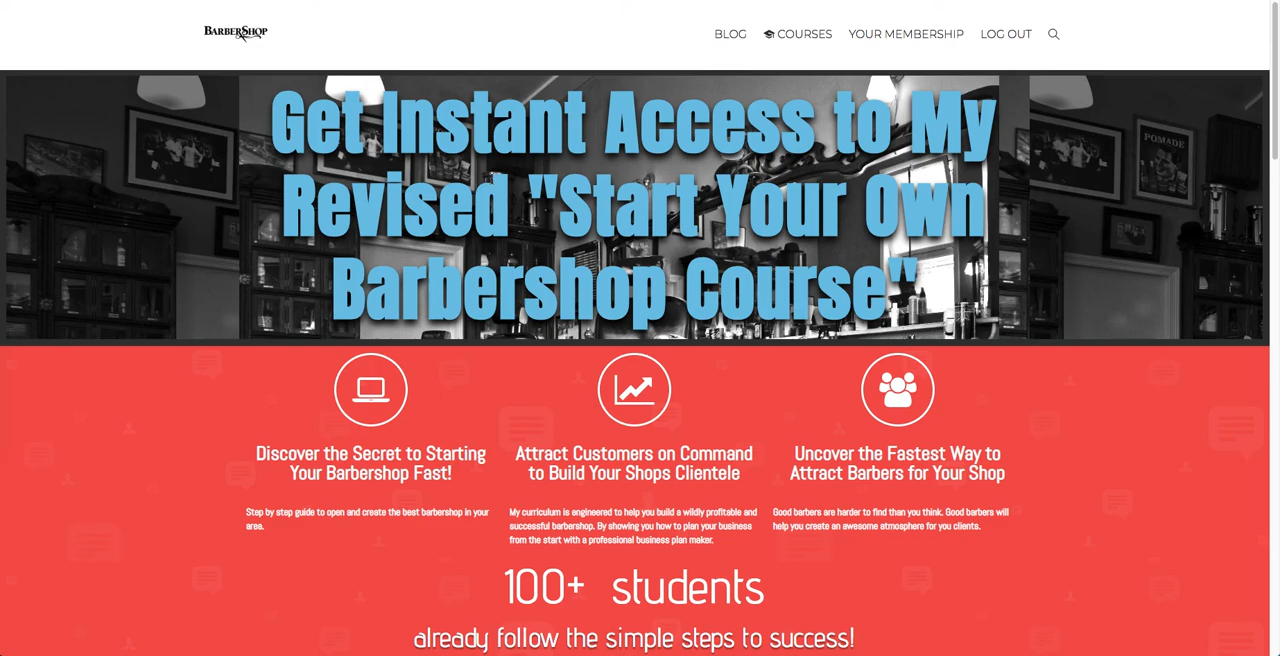 BARBERSHOP
BLOG COURSES YOUR MEMBERSHIP LOG OUT
Get Instant Access to My
Revised "Start Your Own
Barbershop Course"
POMADE
Discover the Secret to Starting
Your Barbershop Fast!
Step by step guide to open and create the best barbershop in your
area.
Attract Customers on Command
to Build Your Shops Clientele
My curriculum is engineered to help you build a wildly profitable and
successful barbershop. By showing you how to plan your business
from the start with a professional business plan maker.
Uncover the Fastest Way to
Attract Barbers for Your Shop
Good barbers are harder to find than you think. Good barbers will
help you create an awesome atmosphere for you clients.
100+ students
already follow the simple steps to success!